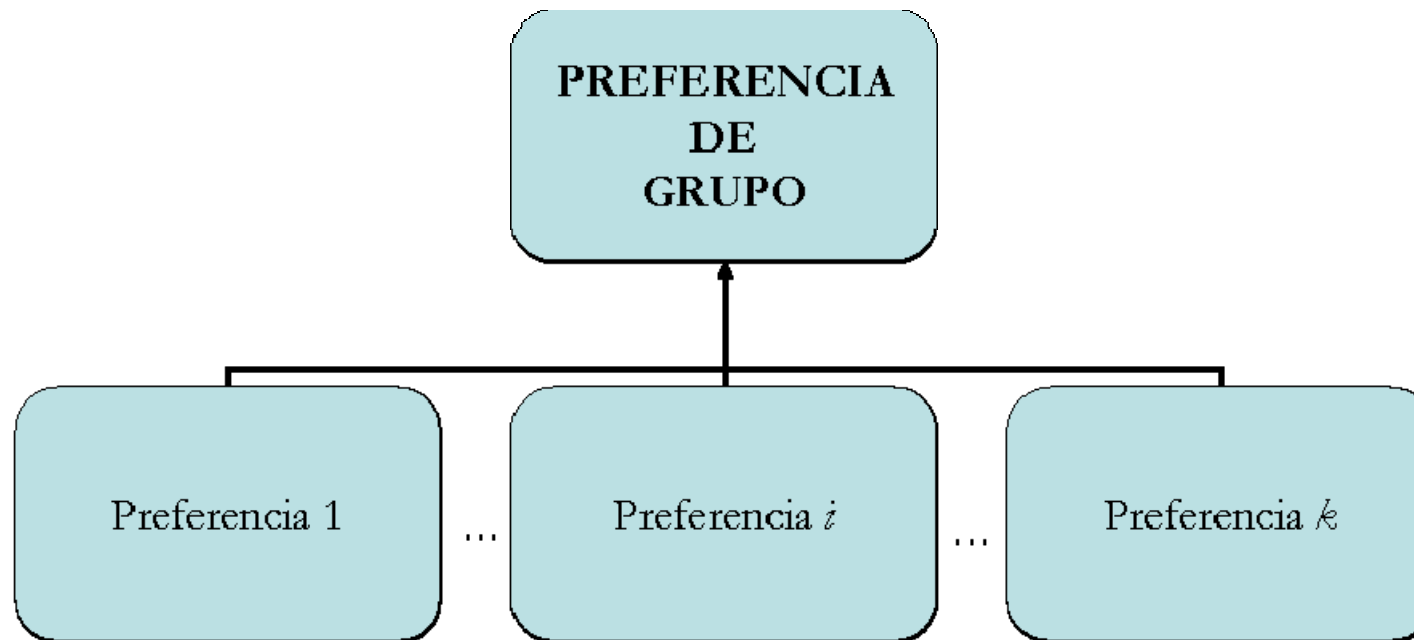 PREFERENCIA
DE
GRUPO
Preferencia 1
...
Preferencia i
...
Preferencia k